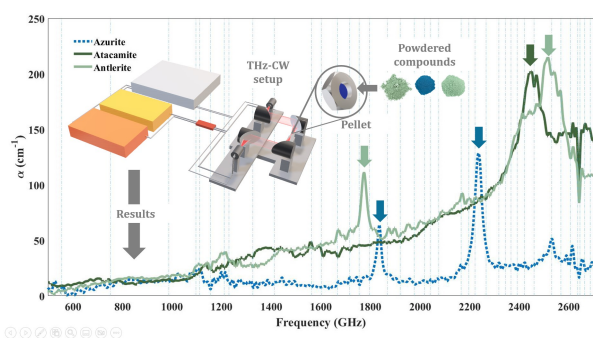 250
200
150
100
50
0
α (cm⁻¹)
Azurite
Atacamite
Antlerite
THz-CW
setup
Powdered
compounds
Pellet
Results
600
800
1000
1200
1400
1600
1800
2000
2200
2400
2600
Frequency (GHz)